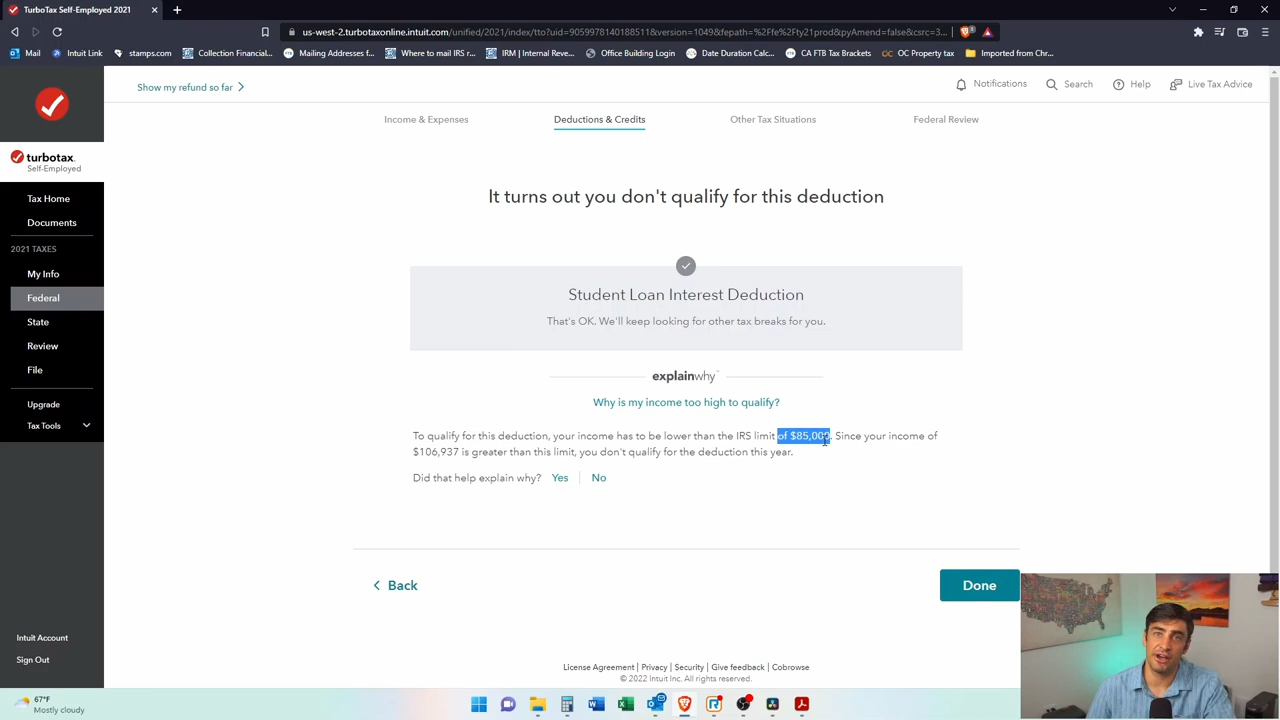 TurboTax Self-Employed 2021
us-west-2.turbotaxonline.intuit.com/unified/2021/index/tto?uid=9059978140188511&version=1049&fepath=%2Ffe%2Fty21prod&pyAmend=false&csrc=3...
Mail
Intuit Link
stamps.com
Collection Financial...
Mailing Addresses f...
Where to mail IRS r...
IRM | Internal Reve...
Office Building Login
Date Duration Calc...
CA FTB Tax Brackets
OC Property tax
Imported from Chr...
Show my refund so far
Notifications
Search
Help
Live Tax Advice
Income & Expenses
Deductions & Credits
Other Tax Situations
Federal Review
turbotax
Self-Employed
Tax Home
Documents
2021 TAXES
My Info
Federal
State
Review
File
Upgrade
Tax Tools
Intuit Account
Sign Out
It turns out you don't qualify for this deduction
Student Loan Interest Deduction
That's OK. We'll keep looking for other tax breaks for you.
explainwhy
Why is my income too high to qualify?
To qualify for this deduction, your income has to be lower than the IRS limit of $85,000. Since your income of
$106,937 is greater than this limit, you don't qualify for the deduction this year.
Did that help explain why? Yes | No
Back
Done
License Agreement | Privacy | Security | Give feedback | Cobrowse
© 2022 Intuit Inc. All rights reserved.
67°F
Mostly cloudy